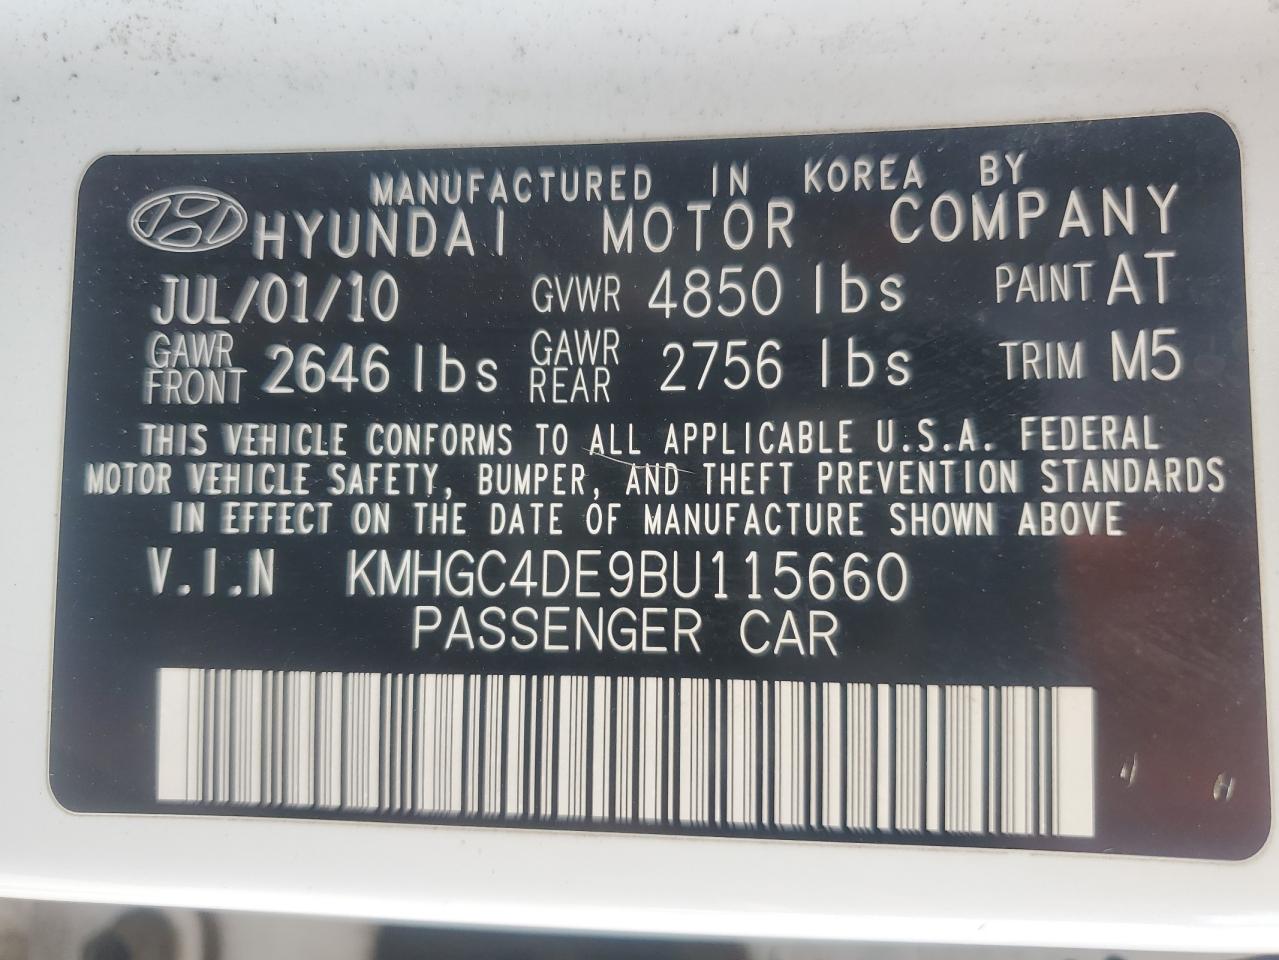 MANUFACTURED IN KOREA BY
HYUNDAI MOTOR COMPANY
JUL/01/10 GVWR 4850 lbs PAINT AT
GAWR FRONT 2646 lbs GAWR REAR 2756 lbs TRIM M5
THIS VEHICLE CONFORMS TO ALL APPLICABLE U.S.A. FEDERAL
MOTOR VEHICLE SAFETY, BUMPER, AND THEFT PREVENTION STANDARDS
IN EFFECT ON THE DATE OF MANUFACTURE SHOWN ABOVE
V.I.N KMHGC4DE9BU115660
PASSENGER CAR